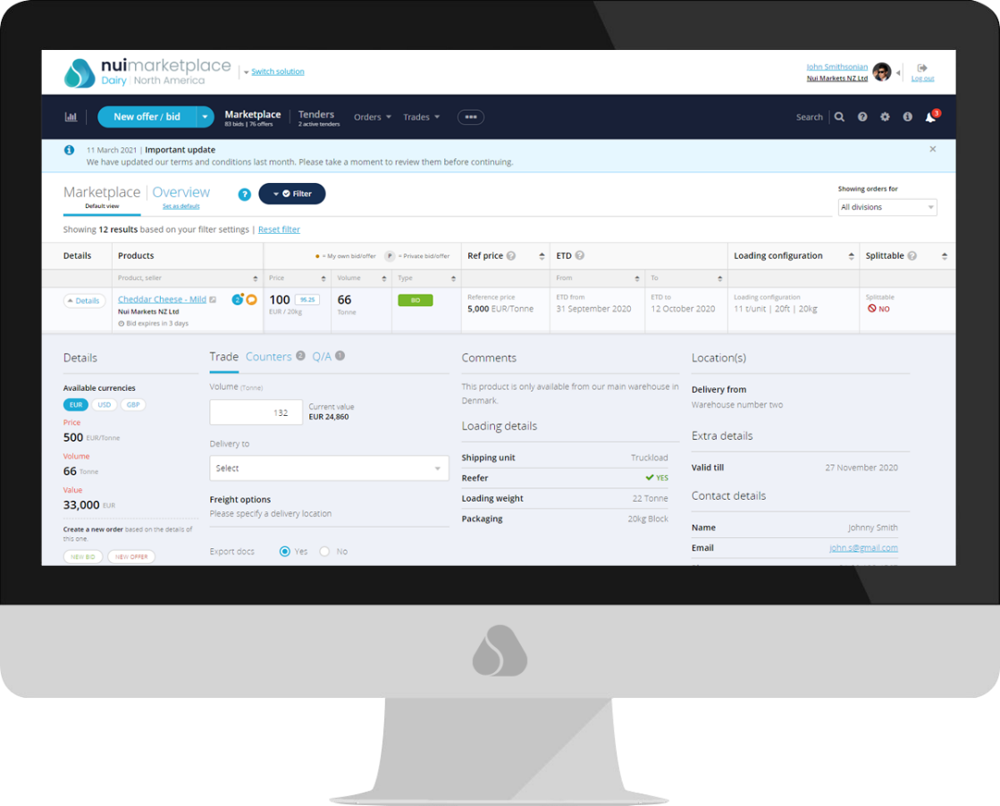 nuimarketplace
Dairy | North America
Switch solution
John Smithsonian
Nui Markets NZ Ltd
Log out
New offer / bid
Marketplace
83 bids | 76 offers
Tenders
2 active tenders
Orders
Trades
Search
3
11 March 2021 | Important update
We have updated our terms and conditions last month. Please take a moment to review them before continuing.
Marketplace | Overview
Default view
Set as default
?
Filter
Showing orders for
All divisions
Showing 12 results based on your filter settings | Reset filter
Details
Products
= My own bid/offer
P = Private bid/offer
Ref price ?
ETD ?
Loading configuration
Splittable ?
Product, seller
Price
Volume
Type
From
To
Details
Cheddar Cheese - Mild
Nui Markets NZ Ltd
Bid expires in 3 days
2
100 96.25
EUR / 20kg
66
Tonne
BID
Reference price
5,000 EUR/Tonne
ETD from
31 September 2020
ETD to
12 October 2020
Loading configuration
11 t/unit | 20ft | 20kg
Splittable
NO
Details
Available currencies
EUR USD GBP
Price
500 EUR/Tonne
Volume
66 Tonne
Value
33,000 EUR
Create a new order based on the details of
this one.
NEW BID NEW OFFER
Trade Counters 2 Q/A 1
Volume (Tonne)
132
Current value
EUR 24,860
Delivery to
Select
Freight options
Please specify a delivery location
Export docs Yes No
Comments
This product is only available from our main warehouse in
Denmark.
Loading details
Shipping unit Truckload
Reefer YES
Loading weight 22 Tonne
Packaging 20kg Block
Location(s)
Delivery from
Warehouse number two
Extra details
Valid till 27 November 2020
Contact details
Name Johnny Smith
Email john.s@gmail.com